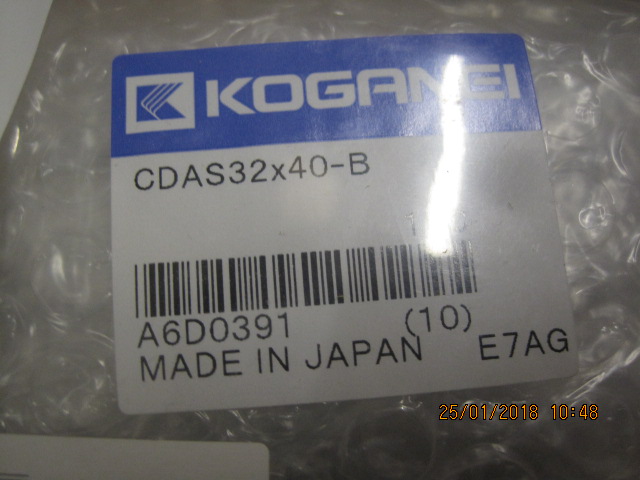 KOGANEI
CDAS32x40-B
A6D0391 (10)
MADE IN JAPAN E7AG
25/01/2018 10:48